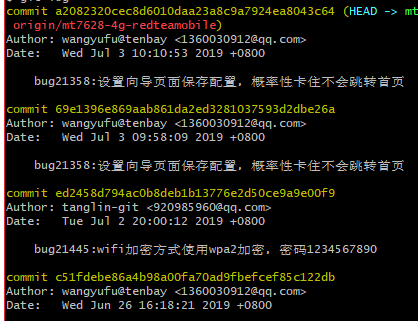 commit a2082320cec8d6010daa23a8c9a7924ea8043c64 (HEAD -> mt
origin/mt7628-4g-redteamobile)
Author: wangyufu@tenbay <1360030912@qq.com>
Date:   Wed Jul 3 10:10:53 2019 +0800
bug21358:设置向导页面保存配置，概率性卡住不会跳转首页
commit 69e1396e869aab861da2ed3281037593d2dbe26a
Author: wangyufu@tenbay <1360030912@qq.com>
Date:   Wed Jul 3 09:58:09 2019 +0800
bug21358:设置向导页面保存配置，概率性卡住不会跳转首页
commit ed2458d794ac0b8deb1b13776e2d50ce9a9e00f9
Author: tanglin-git <920985960@qq.com>
Date:   Tue Jul 2 20:00:12 2019 +0800
bug21445:wifi加密方式使用wpa2加密，密码1234567890
commit c51fdebe86a4b98a00fa70ad9fbefcef85c122db
Author: wangyufu@tenbay <1360030912@qq.com>
Date:   Wed Jun 26 16:18:21 2019 +0800